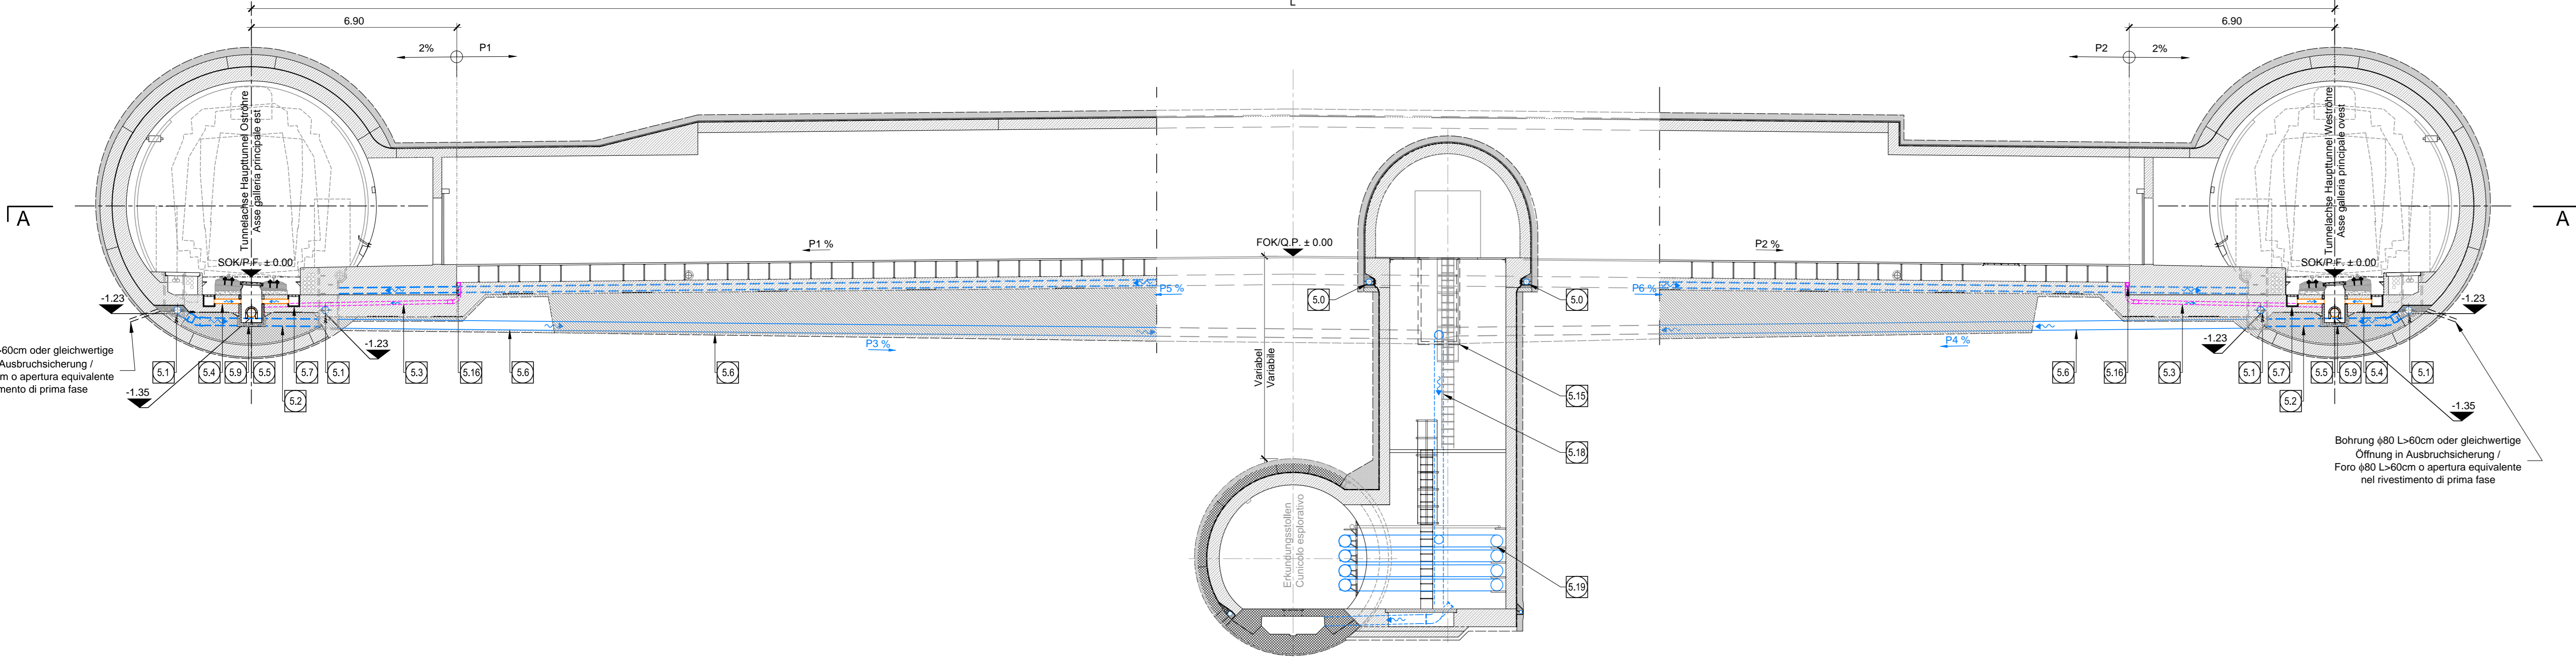 L
6.90
6.90
2%
P1
P2
2%
Tunnelachse Haupttunnel Oströhre
Asse galleria principale est
Tunnelachse Haupttunnel Weströhre
Asse galleria principale ovest
A
A
P1 %
FOK/Q.P. ± 0.00
P2 %
SOK/P.F. ± 0.00
SOK/P.F. ± 0.00
P5 %
P6 %
5.0
5.0
-1.23
-1.23
-1.23
-1.23
P3 %
P4 %
>60cm oder gleichwertige
Ausbruchsicherung /
o apertura equivalente
di prima fase
5.1
5.4
5.9
5.5
5.7
5.1
5.3
5.16
5.6
5.6
5.2
-1.35
Variabel
Variabile
5.15
5.18
5.19
Erkundungsstollen
Cunicolo esplorativo
5.6
5.16
5.3
5.1
5.7
5.5
5.9
5.4
5.1
5.2
-1.35
Bohrung ϕ80 L>60cm oder gleichwertige
Öffnung in Ausbruchsicherung /
Foro ϕ80 L>60cm o apertura equivalente
nel rivestimento di prima fase